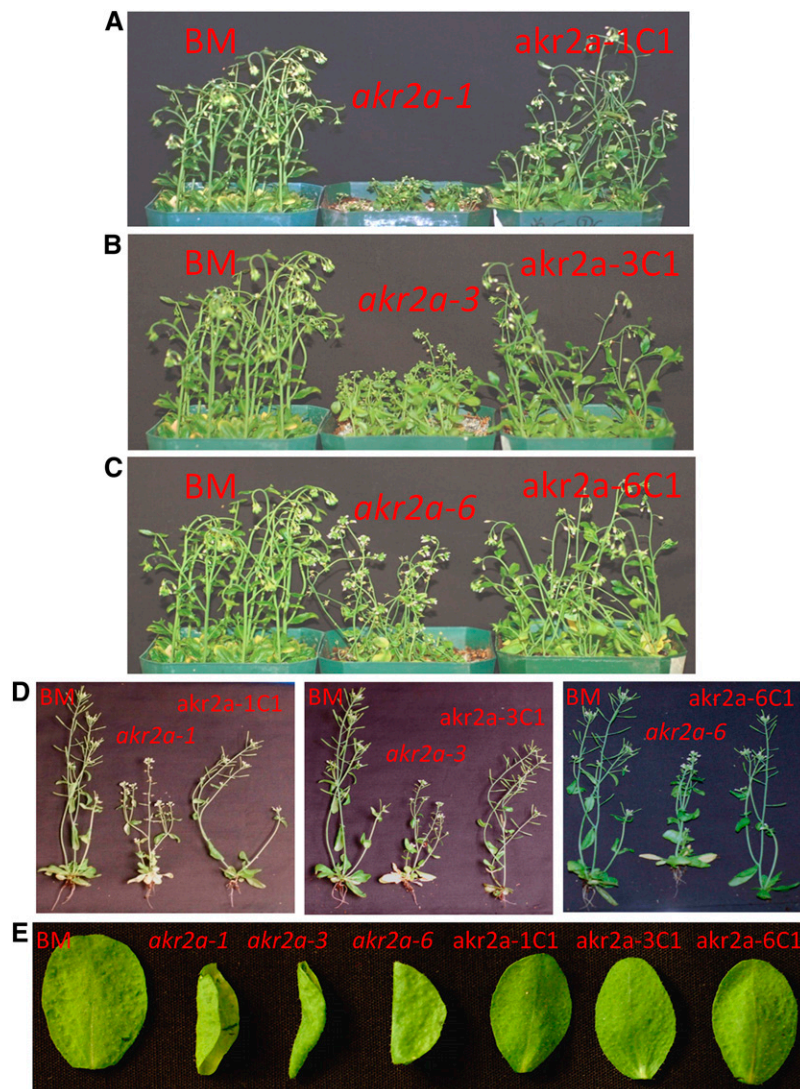 A
BM
akr2a-1
akr2a-1C1
B
BM
akr2a-3
akr2a-3C1
C
BM
akr2a-6
akr2a-6C1
D
BM
akr2a-1
akr2a-1C1
BM
akr2a-3
akr2a-3C1
BM
akr2a-6
akr2a-6C1
E
BM akr2a-1 akr2a-3 akr2a-6 akr2a-1C1 akr2a-3C1 akr2a-6C1